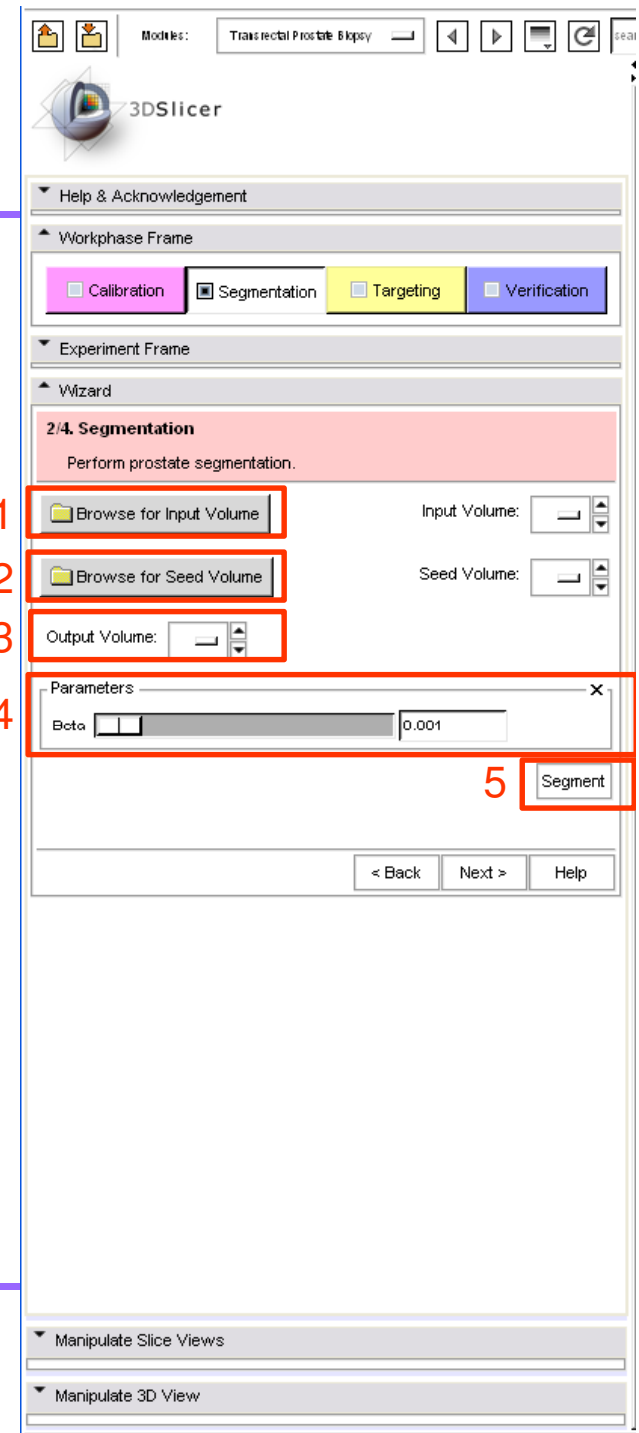 Modules: Transrectal Prostate Biopsy sear
3DSlicer
Help & Acknowledgement
Workphase Frame
Calibration Segmentation Targeting Verification
Experiment Frame
Wizard
2/4. Segmentation
Perform prostate segmentation.
1 Browse for Input Volume Input Volume:
2 Browse for Seed Volume Seed Volume:
3 Output Volume:
Parameters
4 Beta 0.001
5 Segment
< Back Next > Help
Manipulate Slice Views
Manipulate 3D View